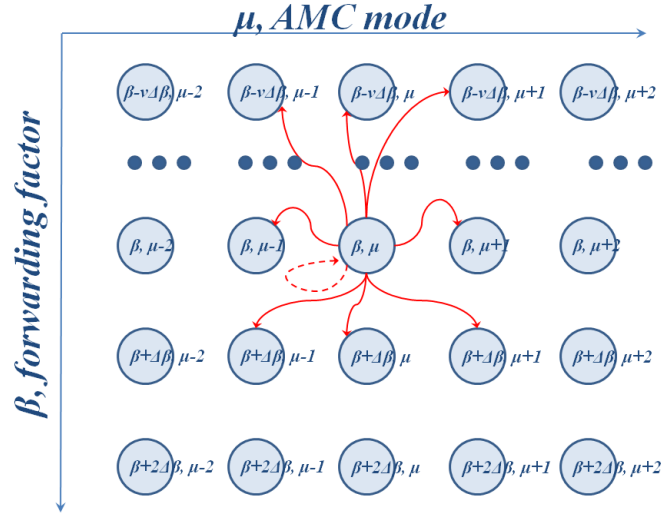 μ, AMC mode
β, forwarding factor
β-vΔβ, μ-2 β-vΔβ, μ-1 β-vΔβ, μ β-vΔβ, μ+1 β-vΔβ, μ+2
β, μ-2 β, μ-1 β, μ β, μ+1 β, μ+2
β+Δβ, μ-2 β+Δβ, μ-1 β+Δβ, μ β+Δβ, μ+1 β+Δβ, μ+2
β+2Δβ, μ-2 β+2Δβ, μ-1 β+2Δβ, μ β+2Δβ, μ+1 β+2Δβ, μ+2